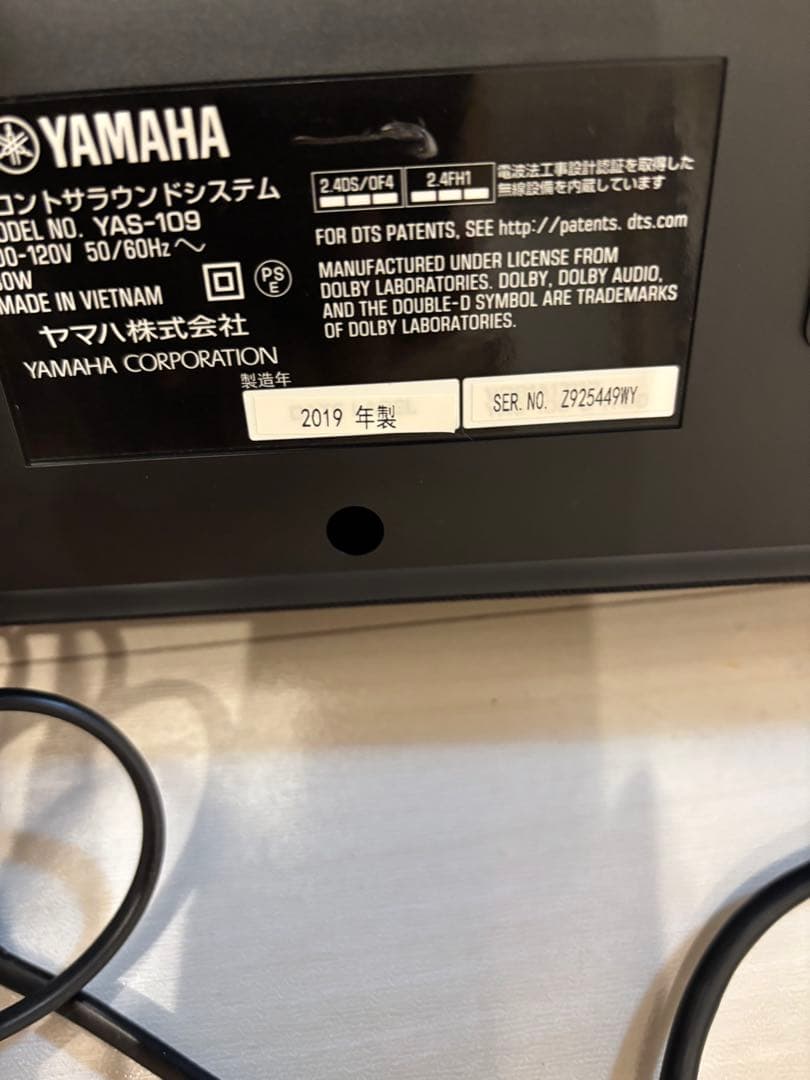 YAMAHA
ロントサラウンドシステム
ODEL NO. YAS-109
00-120V 50/60Hz～
0W
MADE IN VIETNAM
PS
E
ヤマハ株式会社
YAMAHA CORPORATION
2.4DS/OF4
2.4FH1
電波法工事設計認証を取得した
無線設備を内蔵しています
FOR DTS PATENTS, SEE http://patents. dts.com
MANUFACTURED UNDER LICENSE FROM
DOLBY LABORATORIES. DOLBY, DOLBY AUDIO,
AND THE DOUBLE-D SYMBOL ARE TRADEMARKS
OF DOLBY LABORATORIES.
製造年
2019 年製
SER. NO. Z925449WY